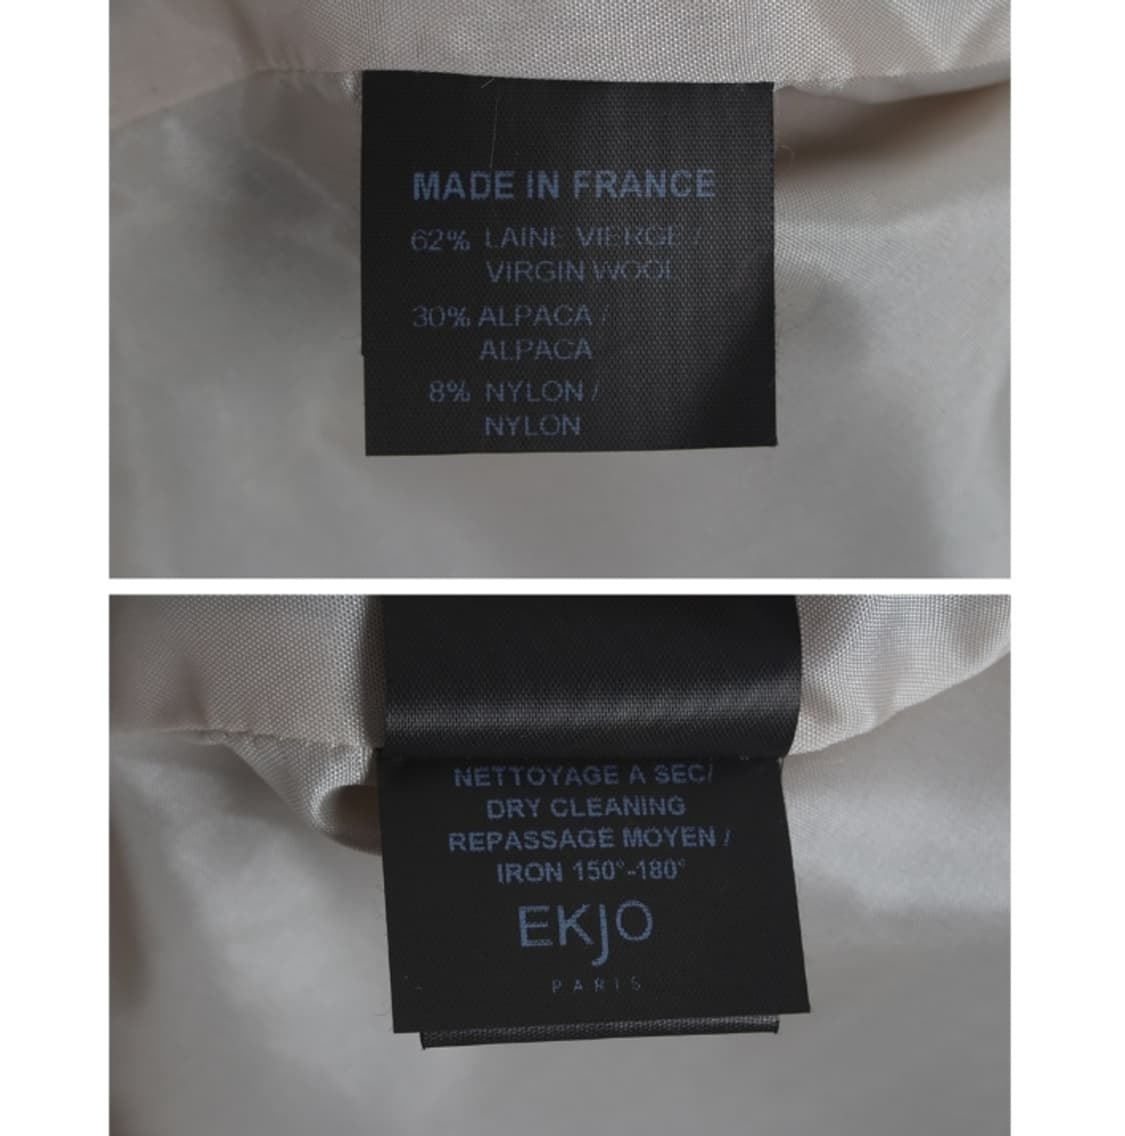 MADE IN FRANCE
62% LAINE VIERGE /
VIRGIN WOOL
30% ALPACA /
ALPACA
8% NYLON /
NYLON
NETTOYAGE A SEC/
DRY CLEANING
REPASSAGE MOYEN /
IRON 150°-180°
EKJO
PARIS